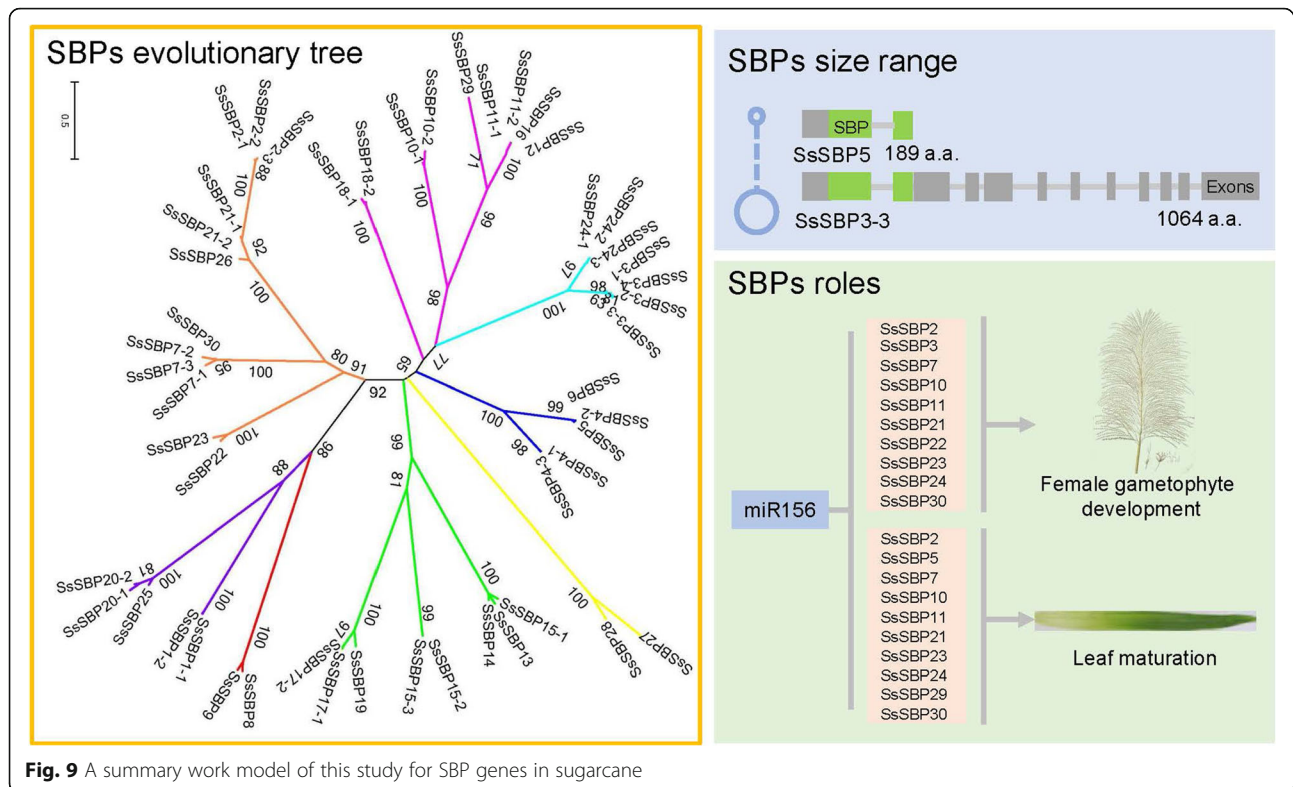 SBPs evolutionary tree
0.5
SsSBP2-1
SsSBP2-2
SsSBP2-3
88
100
SsSBP21-1
SsSBP21-2
92
SsSBP26
100
SsSBP30
SsSBP7-2
SsSBP7-3
SsSBP7-1
95
100
80
91
92
SsSBP23
SsSBP22
100
98
88
SsSBP20-2
SsSBP20-1
81
SsSBP25
100
SsSBP1-2
SsSBP1-1
100
SsSBP9
SsSBP8
100
SsSBP18-1
SsSBP18-2
100
SsSBP10-1
SsSBP10-2
100
SsSBP29
SsSBP11-1
SsSBP11-2
SsSBP16
SsSBP12
71
100
99
98
77
65
SsSBP24-1
SsSBP24-2
SsSBP24-3
SsSBP3-1
SsSBP3-4
SsSBP3-2
SsSBP3-3
97
98
100
SsSBP6
SsSBP4-2
SsSBP5
SsSBP4-1
SsSBP4-3
99
100
86
99
81
SsSBP17-2
SsSBP17-1
SsSBP19
97
100
SsSBP15-3
SsSBP15-2
99
SsSBP14
SsSBP13
SsSBP15-1
100
SsSBP28
SsSBP27
100
SBPs size range
SBP
SsSBP5 189 a.a.
Exons
SsSBP3-3 1064 a.a.
SBPs roles
miR156
SsSBP2
SsSBP3
SsSBP7
SsSBP10
SsSBP11
SsSBP21
SsSBP22
SsSBP23
SsSBP24
SsSBP30
Female gametophyte
development
SsSBP2
SsSBP5
SsSBP7
SsSBP10
SsSBP11
SsSBP21
SsSBP23
SsSBP24
SsSBP29
SsSBP30
Leaf maturation
Fig. 9 A summary work model of this study for SBP genes in sugarcane